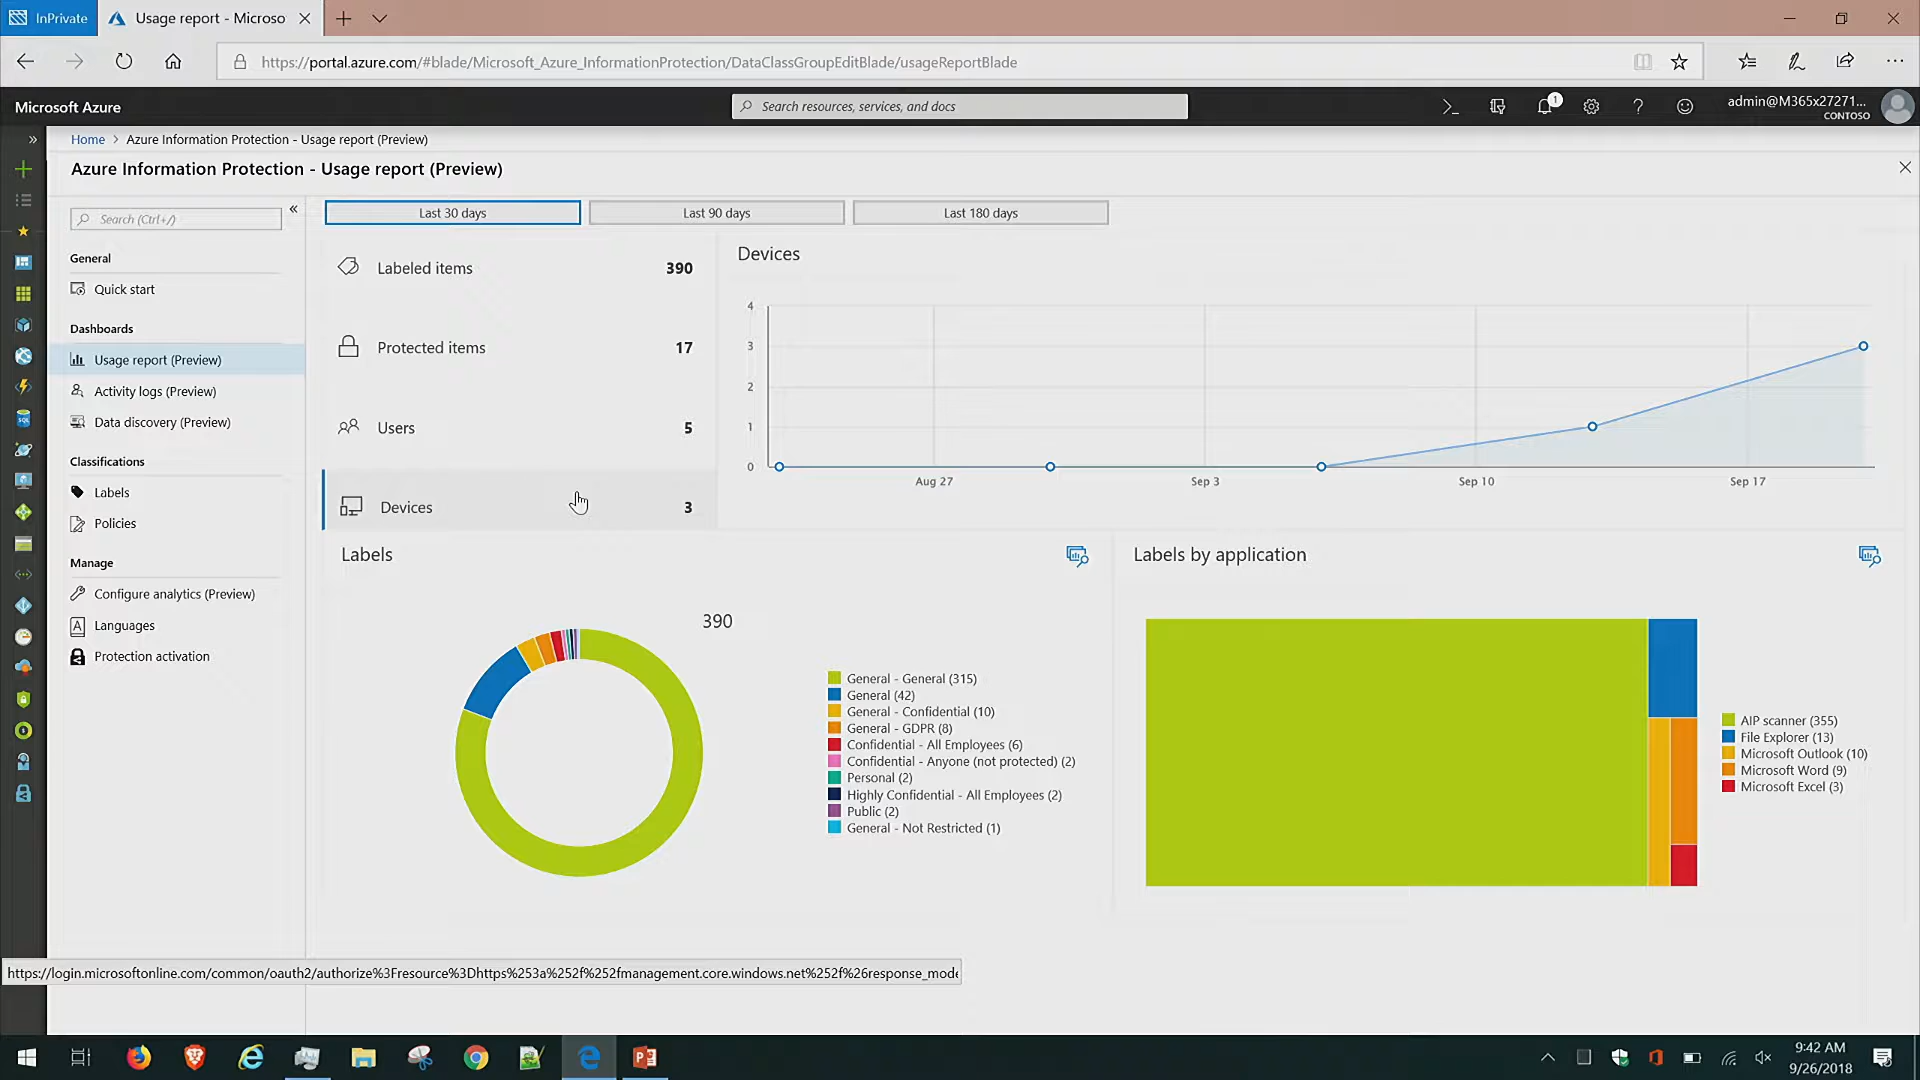 InPrivate
Usage report - Microso
https://portal.azure.com/#blade/Microsoft_Azure_InformationProtection/DataClassGroupEditBlade/usageReportBlade
Microsoft Azure
Search resources, services, and docs
1
admin@M365x27271...
CONTOSO
Home > Azure Information Protection - Usage report (Preview)
Azure Information Protection - Usage report (Preview)
Search (Ctrl+/)
General
Quick start
Dashboards
Usage report (Preview)
Activity logs (Preview)
Data discovery (Preview)
Classifications
Labels
Policies
Manage
Configure analytics (Preview)
Languages
Protection activation
Last 30 days
Last 90 days
Last 180 days
Labeled items 390
Protected items 17
Users 5
Devices 3
Devices
4
3
2
1
0
Aug 27
Sep 3
Sep 10
Sep 17
Labels
390
General - General (315)
General (42)
General - Confidential (10)
General - GDPR (8)
Confidential - All Employees (6)
Confidential - Anyone (not protected) (2)
Personal (2)
Highly Confidential - All Employees (2)
Public (2)
General - Not Restricted (1)
Labels by application
AIP scanner (355)
File Explorer (13)
Microsoft Outlook (10)
Microsoft Word (9)
Microsoft Excel (3)
https://login.microsoftonline.com/common/oauth2/authorize%3Fresource%3Dhttps%253a%252f%252fmanagement.core.windows.net%252f%26response_mode
9:42 AM
9/26/2018